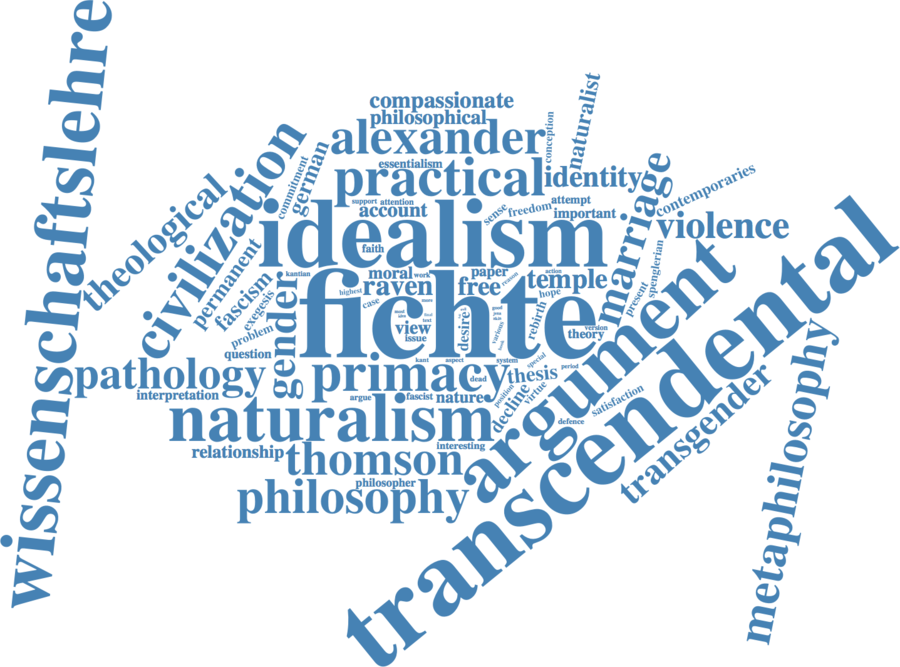 wissenschaftslehre
compassionate
philosophical
alexander
conception
naturalist
essentialism
practical
identity
commitment
german
civilization
theological
permanent
fascism
exegesis
problem
question
support
attention
account
sense
freedom
attempt
important
marriage
contemporaries
violence
idealism
faith
kantian
moral
work
paper
reason
action
temple
raven
free
hope
present
spenglerian
highest
case
fichte
gender
view
issue
text
desire
various
rebirth
version
theory
argument
transcendental
pathology
interpretation
primacy
kant
aspect
system
special
period
dead
thesis
position
virtue
decline
argue
fascist
nature
satisfaction
defence
transgender
metaphilosophy
naturalism
interesting
relationship
thomson
philosopher
philosophy